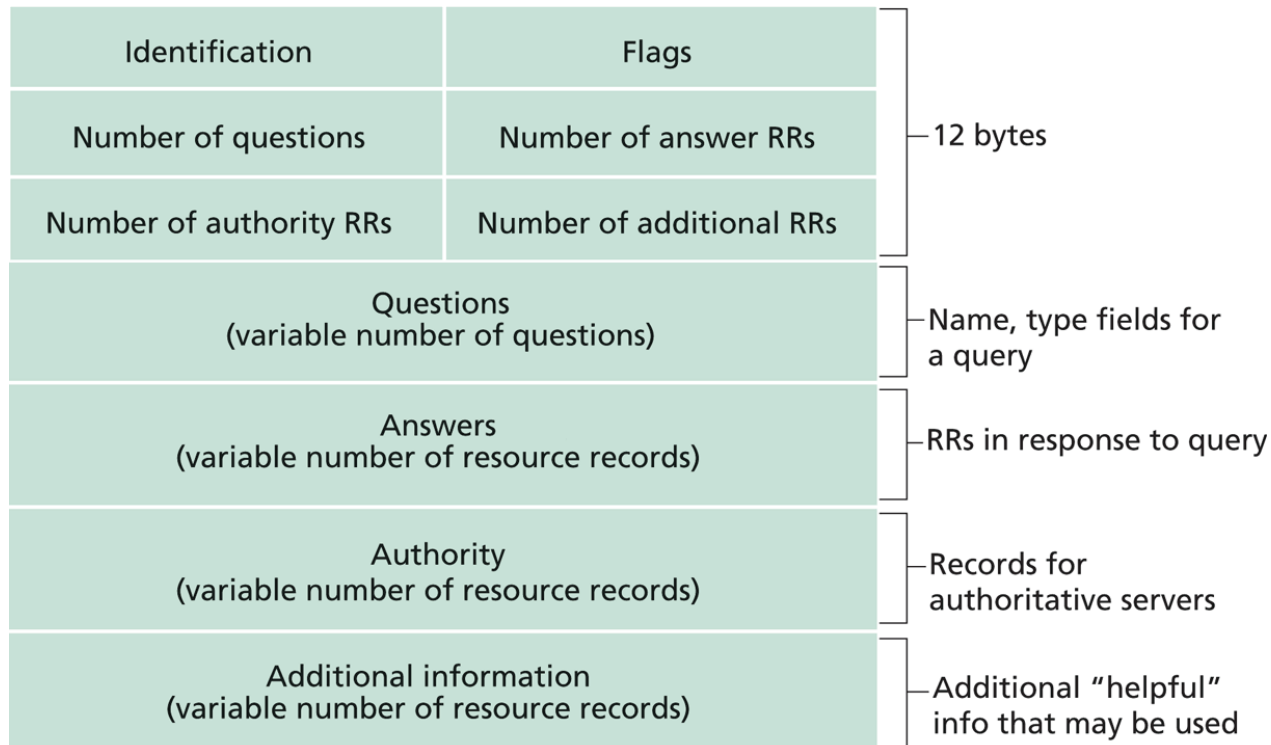 Identification
Flags
Number of questions
Number of answer RRs
Number of authority RRs
Number of additional RRs
12 bytes
Questions
(variable number of questions)
Name, type fields for
a query
Answers
(variable number of resource records)
RRs in response to query
Authority
(variable number of resource records)
Records for
authoritative servers
Additional information
(variable number of resource records)
Additional “helpful”
info that may be used